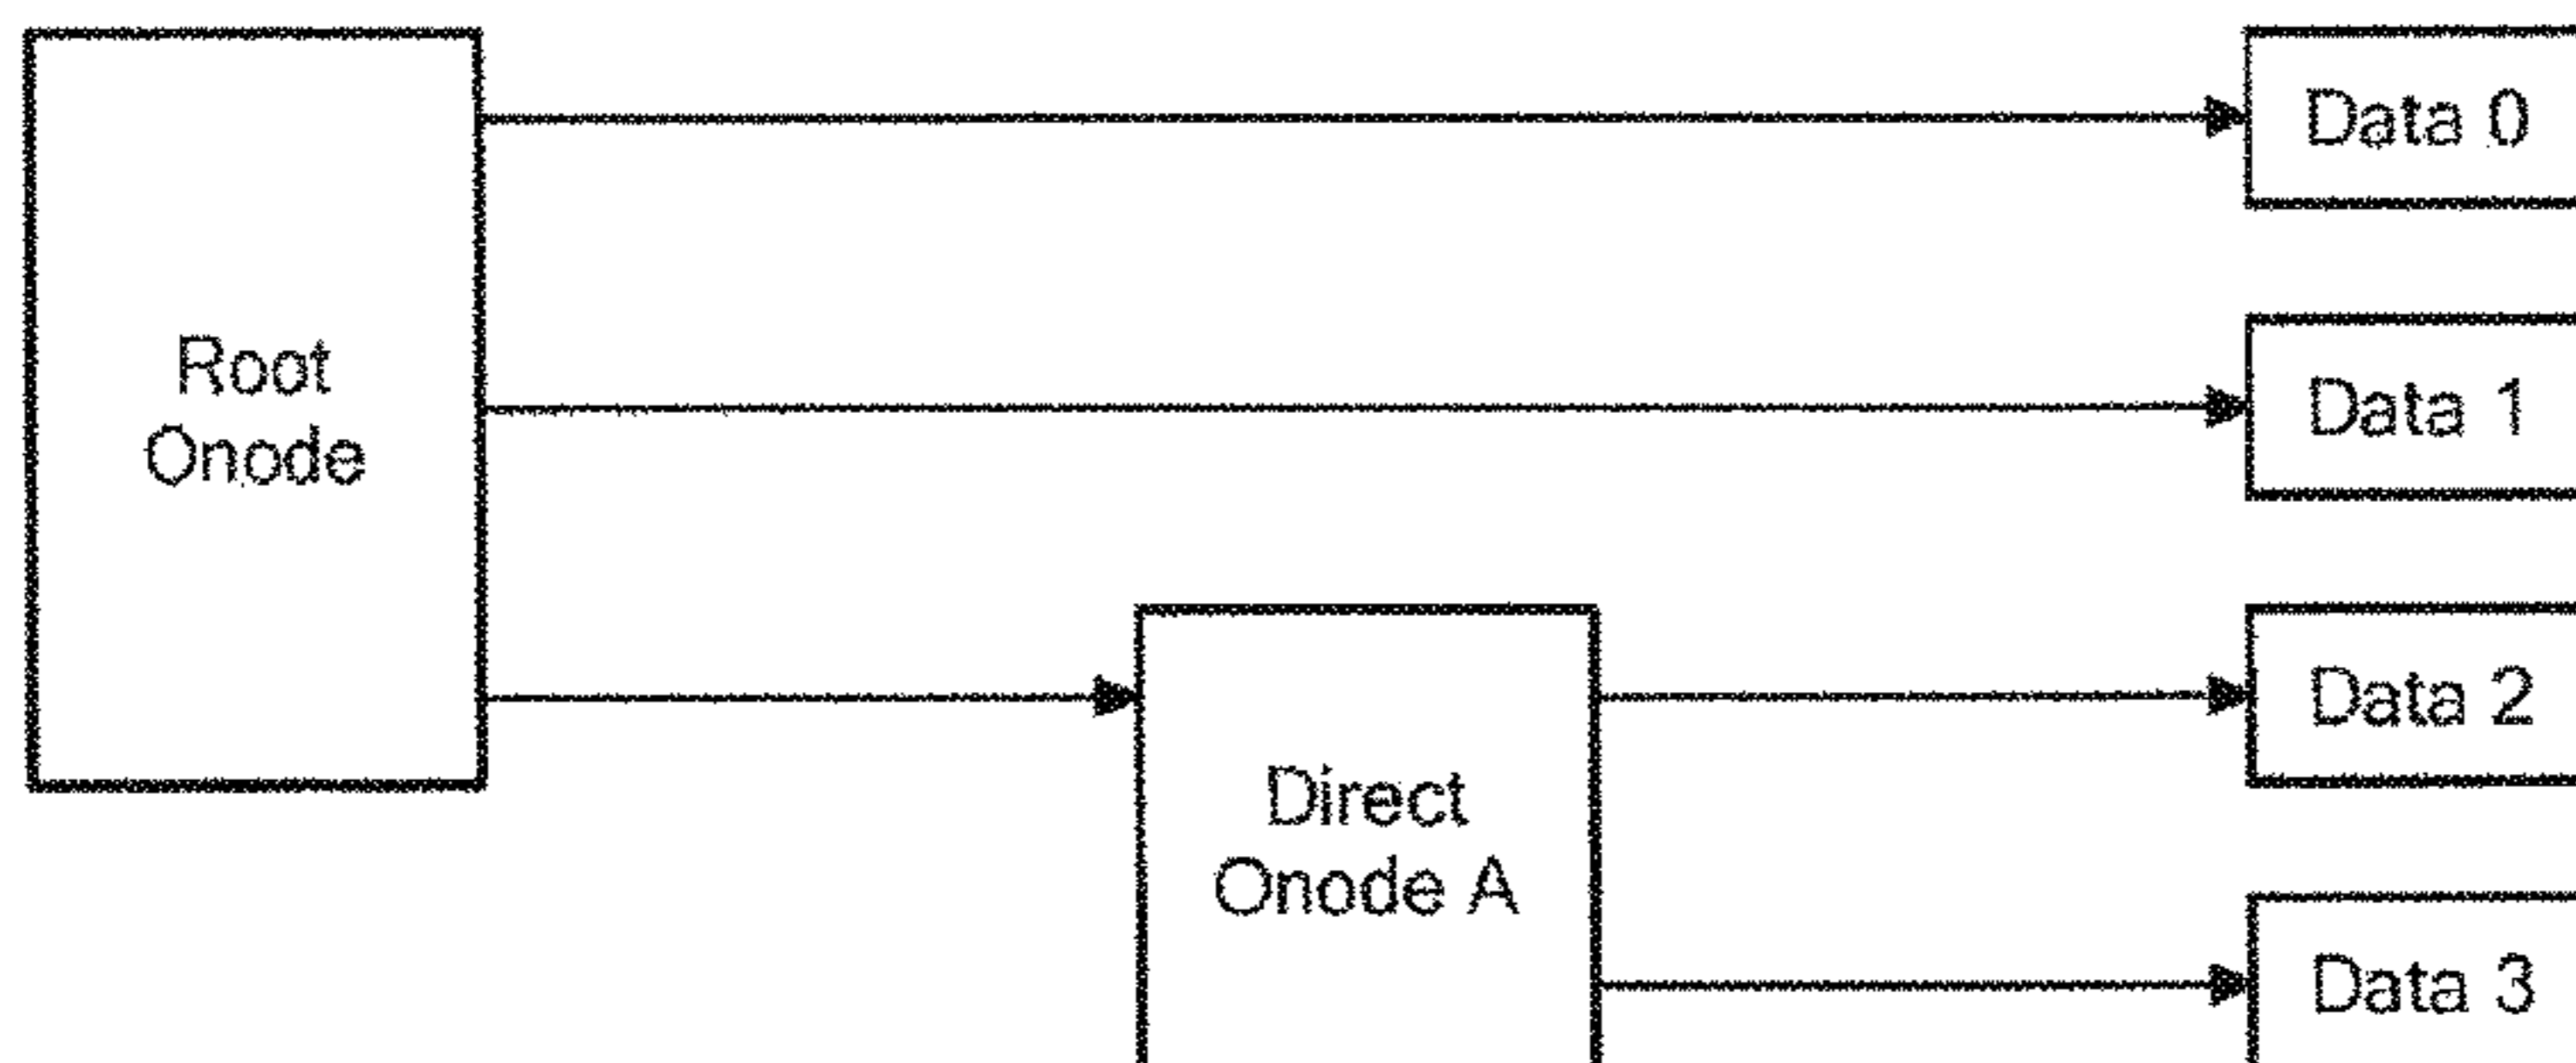 Data 0
Root
Onode
Data 1
Data 2
Direct
Onode A
Data 3